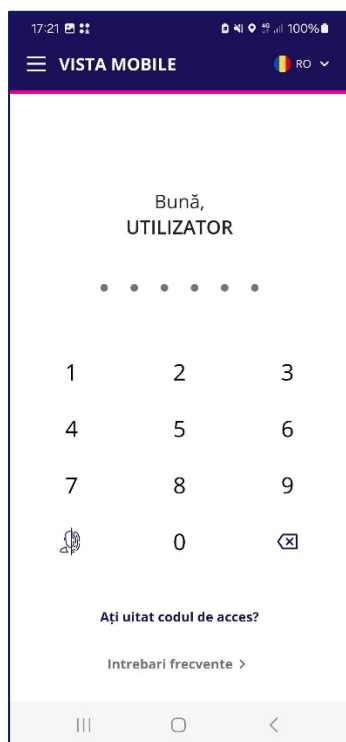 17:21 100%
VISTA MOBILE RO
Bună,
UTILIZATOR
1 2 3
4 5 6
7 8 9
0
Ați uitat codul de acces?
Intrebari frecvente >